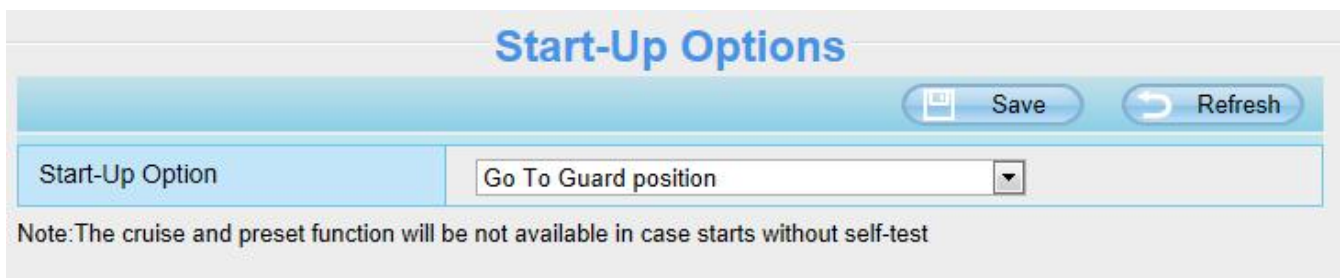 Start-Up Options
Save Refresh
Start-Up Option Go To Guard position
Note:The cruise and preset function will be not available in case starts without self-test